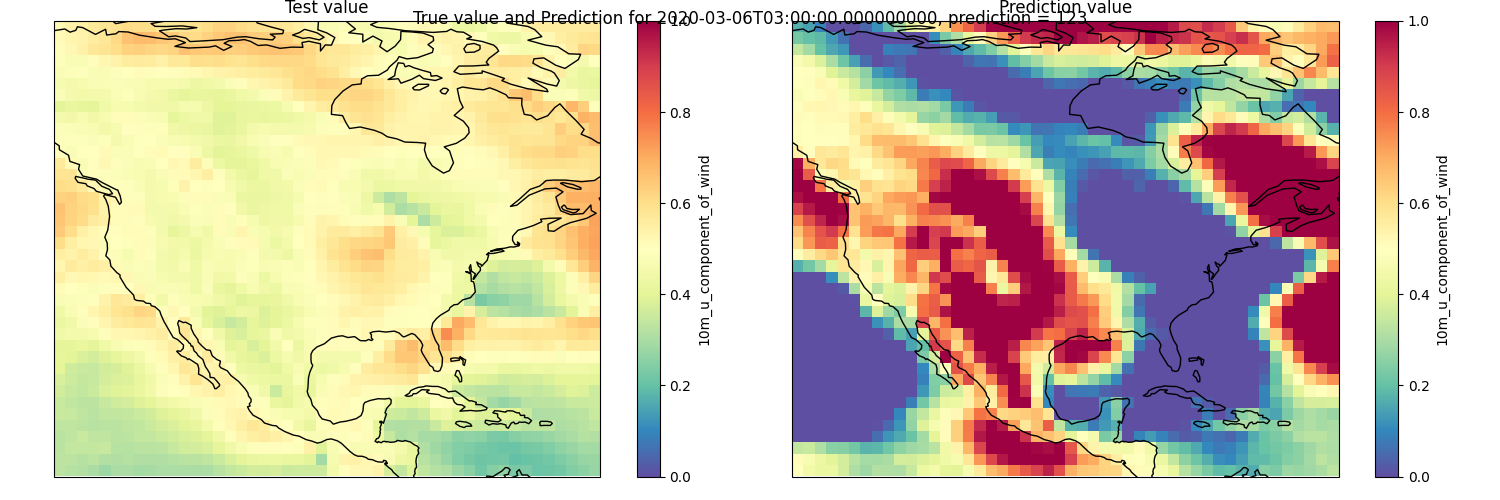 Test value
Prediction value
True value and Prediction for 2020-03-06T03:00:00.000000000, prediction = 123
1.0
0.8
0.6
0.4
0.2
0.0
10m_u_component_of_wind
1.0
0.8
0.6
0.4
0.2
0.0
10m_u_component_of_wind